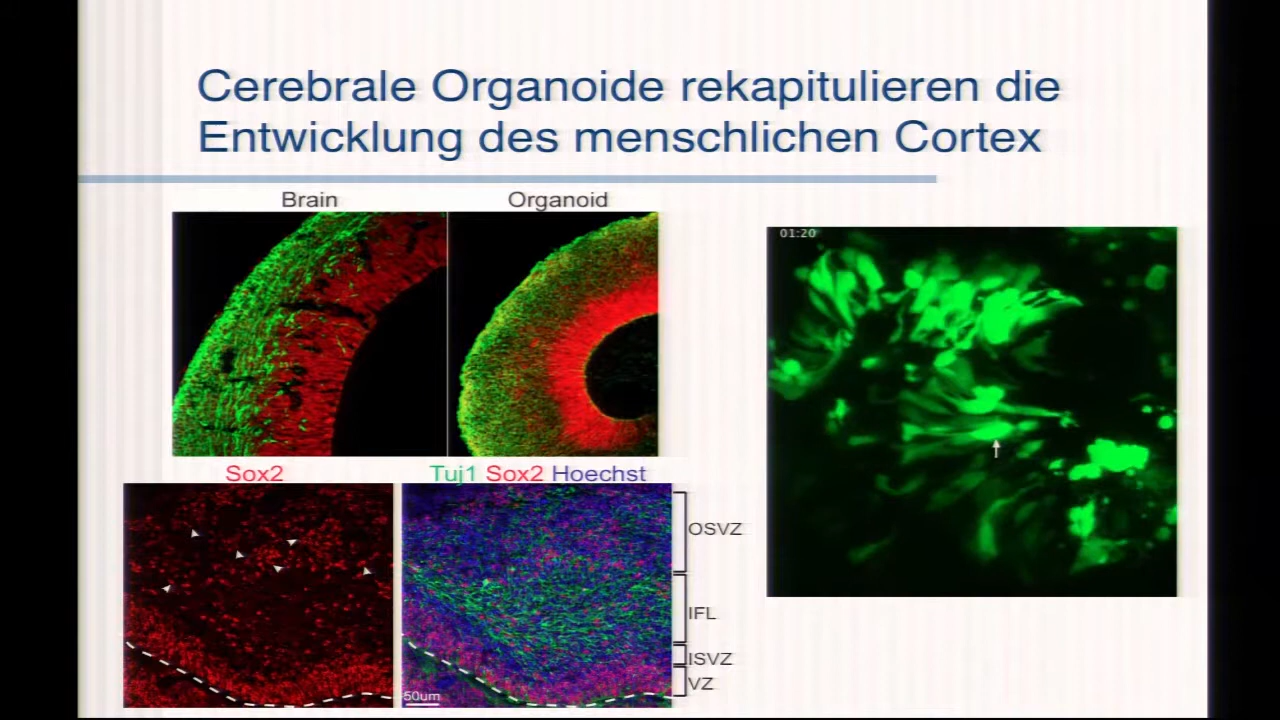 Cerebrale Organoide rekapitulieren die
Entwicklung des menschlichen Cortex
Brain
Organoid
01:20
Sox2
Tuj1 Sox2 Hoechst
OSVZ
IFL
ISVZ
VZ
50um